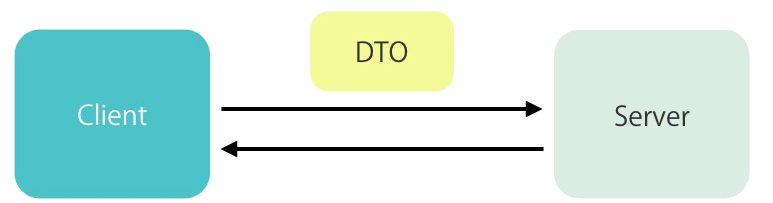 DTO
Client
Server